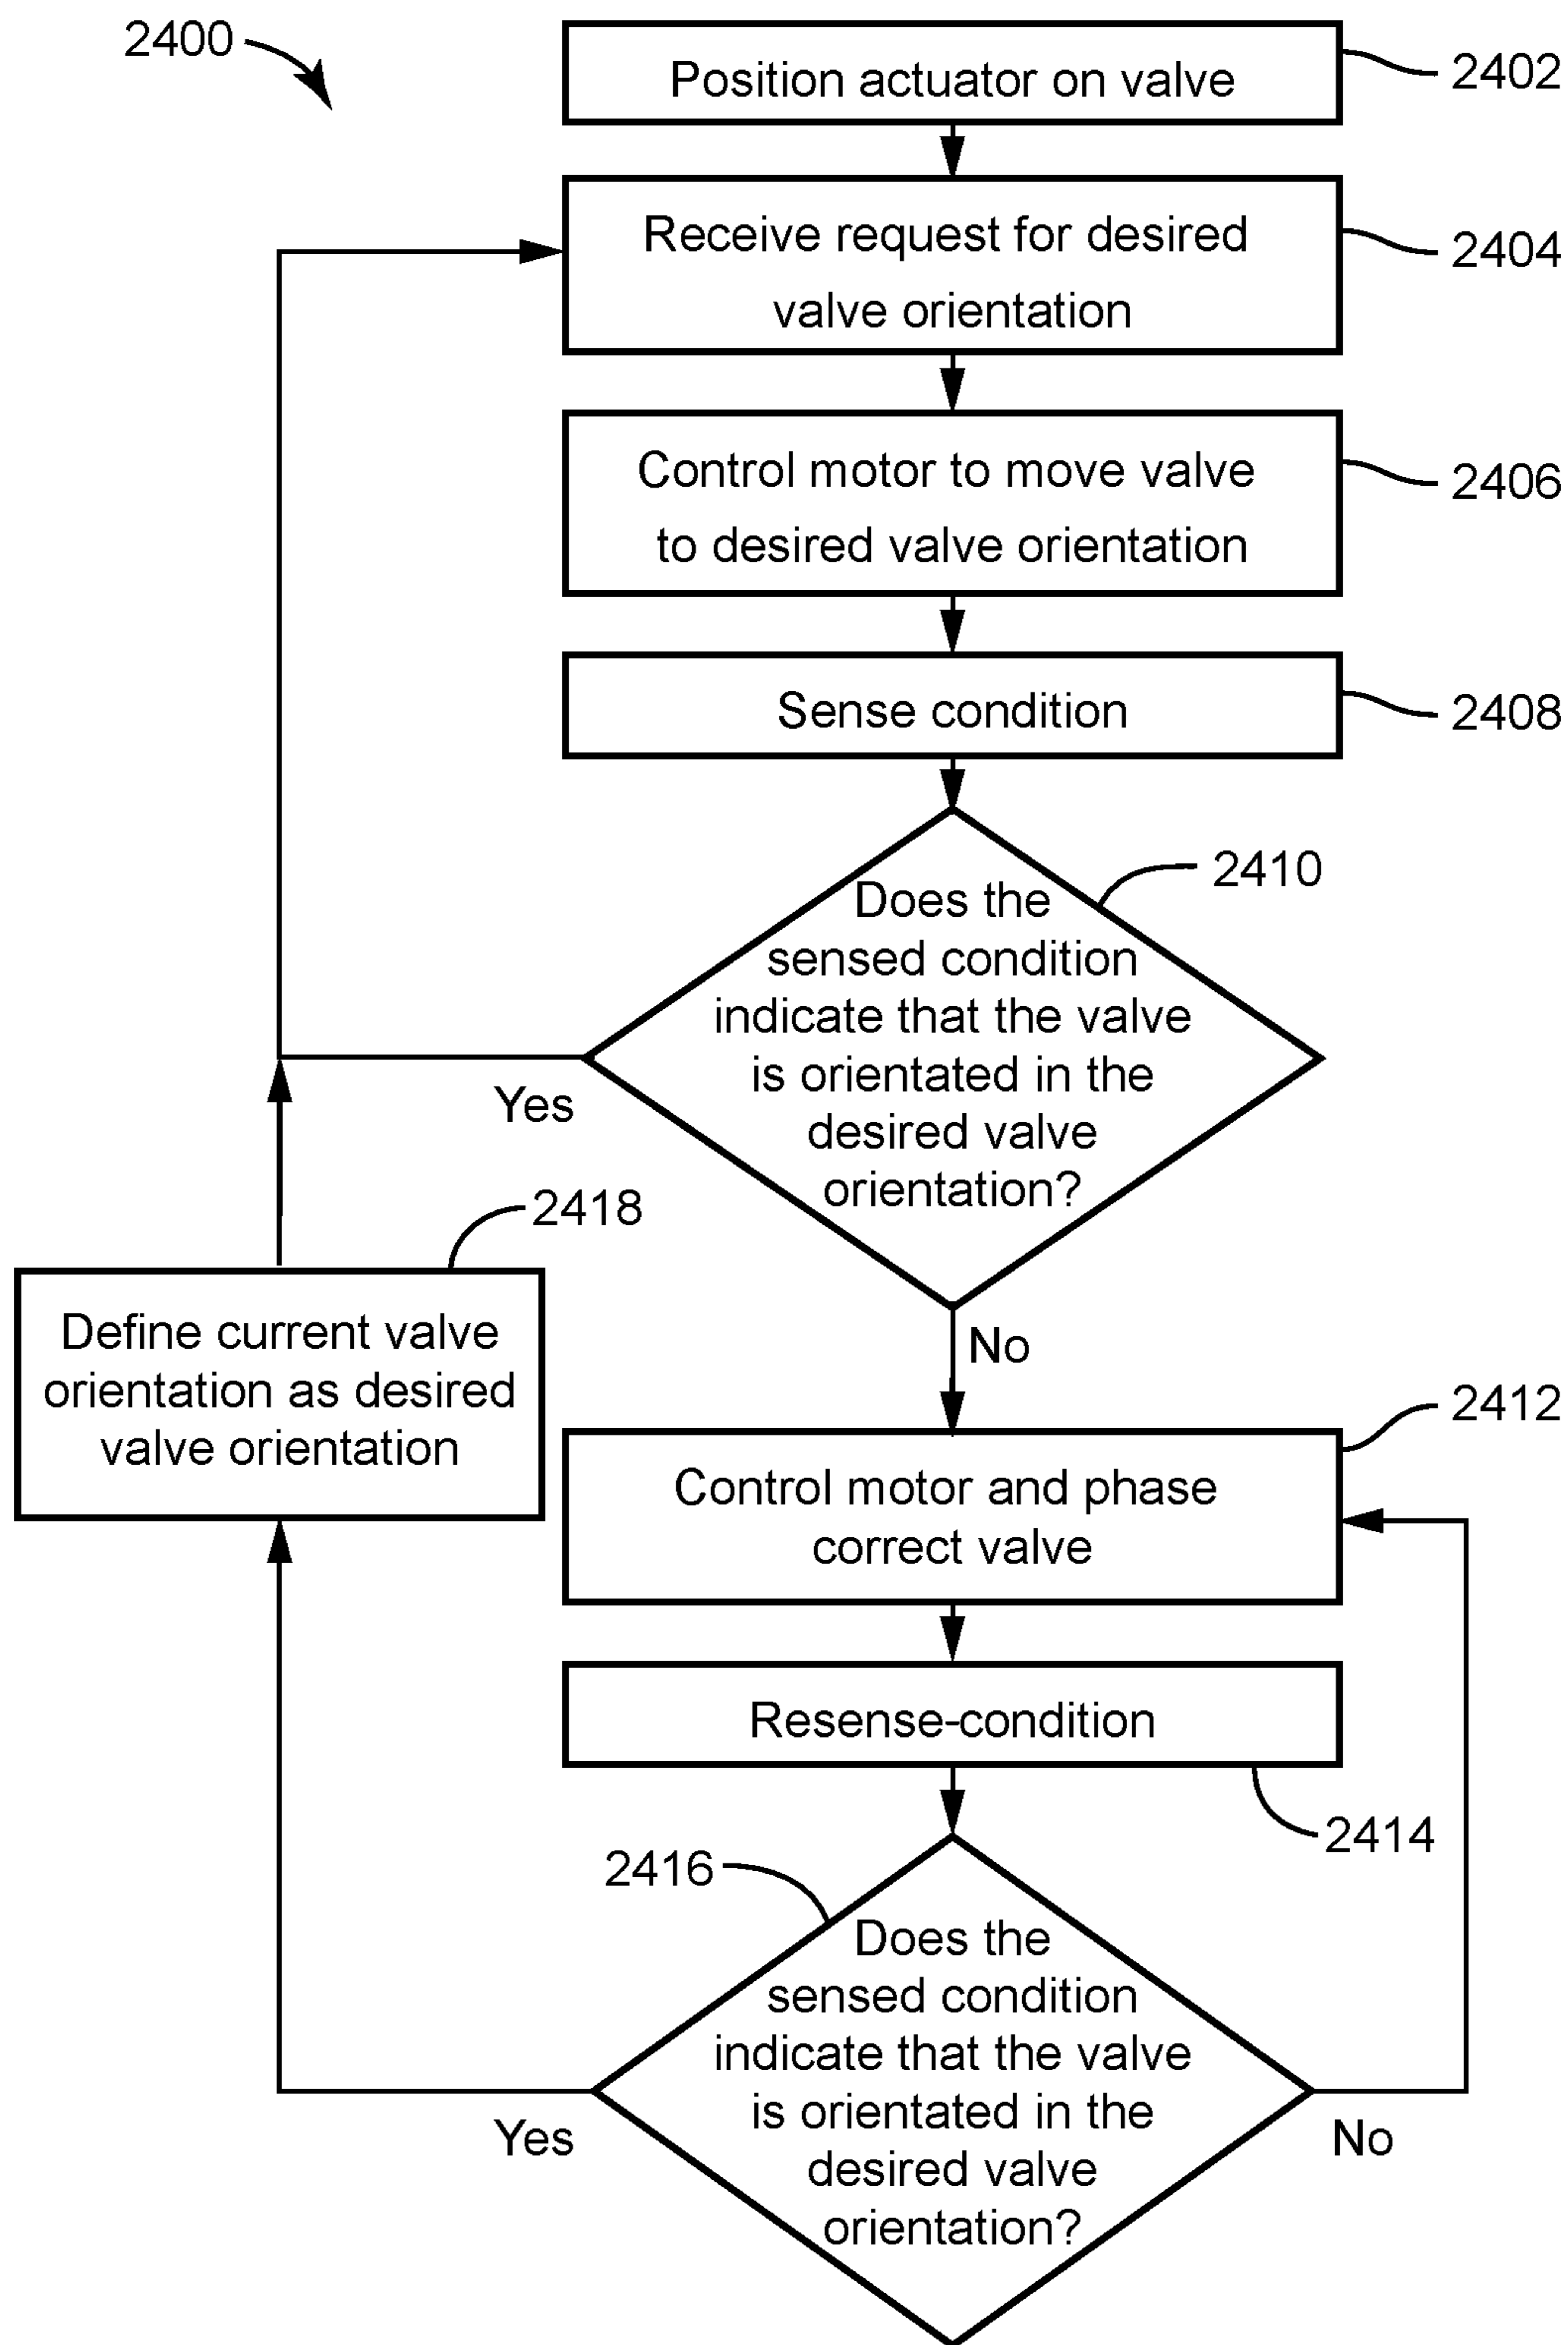 2400
Position actuator on valve
2402
Receive request for desired
valve orientation
2404
Control motor to move valve
to desired valve orientation
2406
Sense condition
2408
2410
Does the
sensed condition
indicate that the valve
is orientated in the
desired valve
orientation?
Yes
No
2418
Define current valve
orientation as desired
valve orientation
2412
Control motor and phase
correct valve
Resense-condition
2414
2416
Does the
sensed condition
indicate that the valve
is orientated in the
desired valve
orientation?
Yes
No